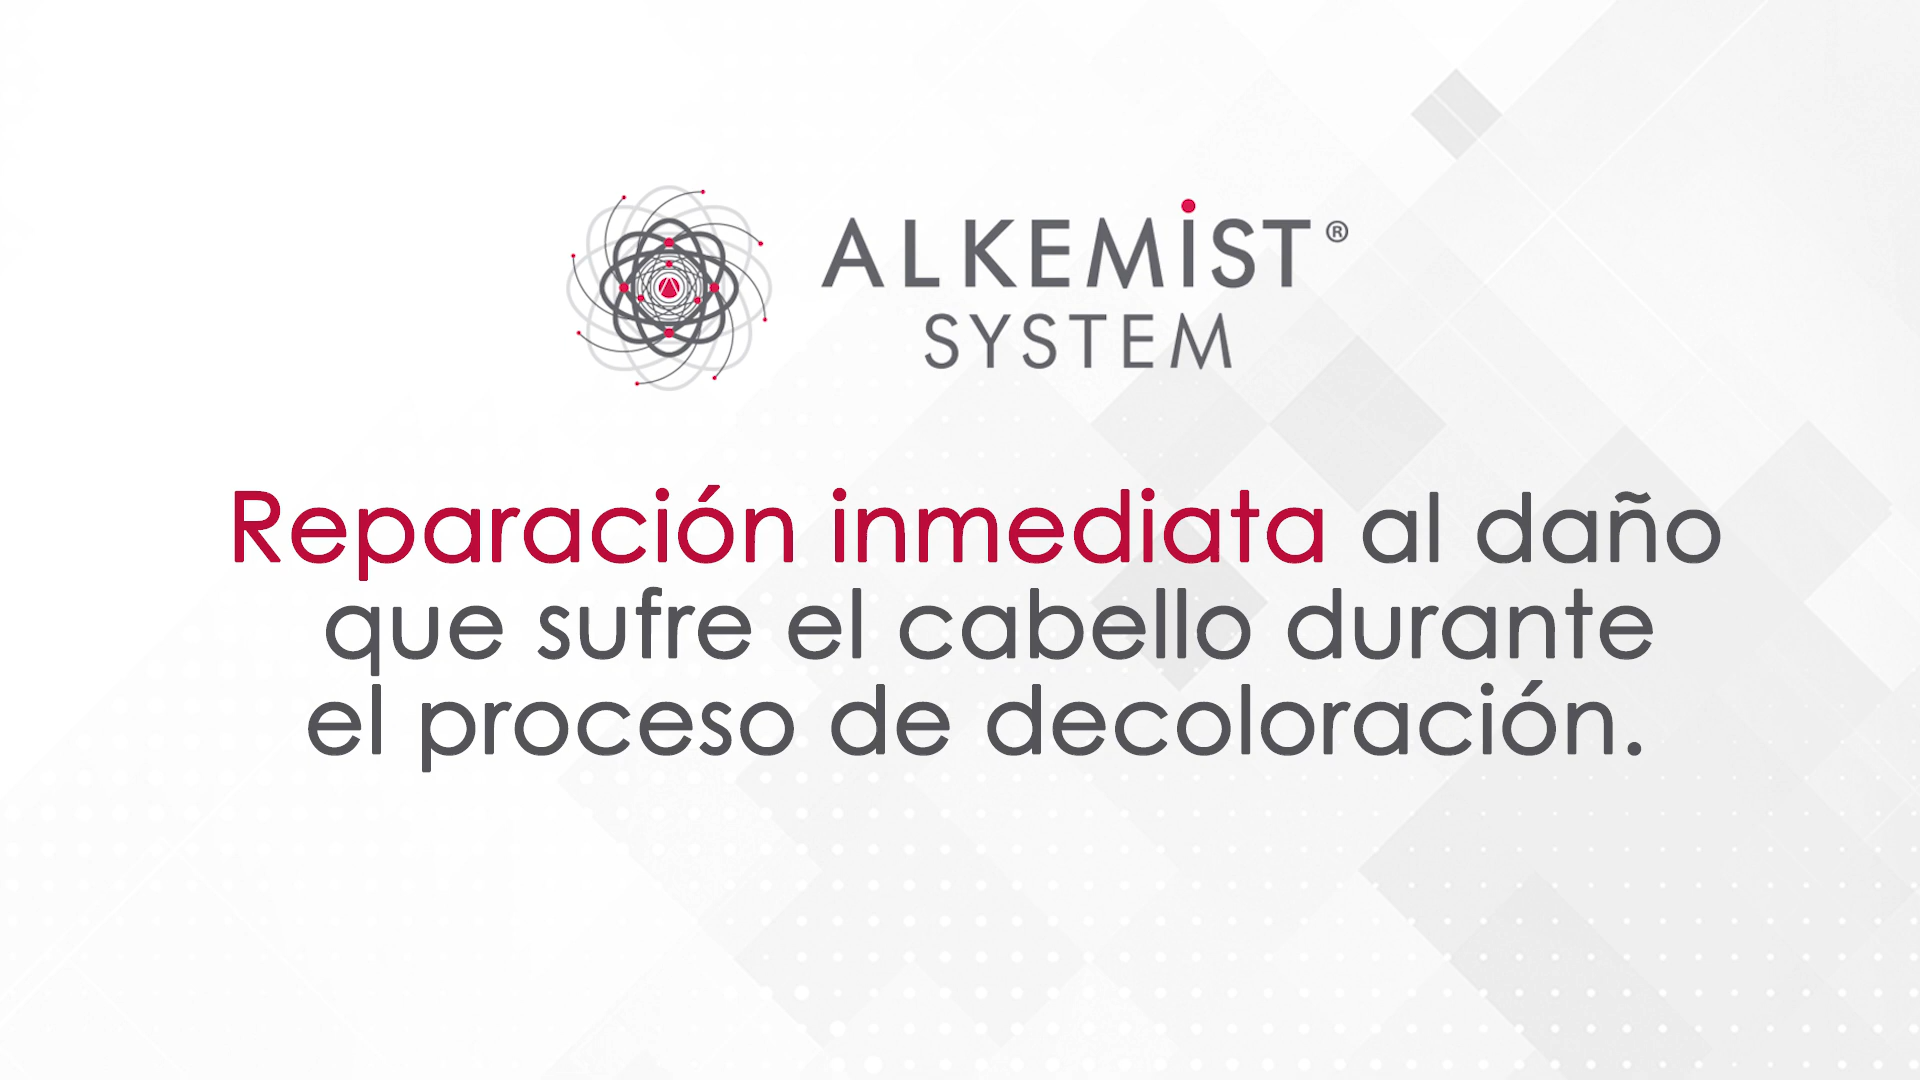 ALKEMIST®
SYSTEM
Reparación inmediata al daño
que sufre el cabello durante
el proceso de decoloración.